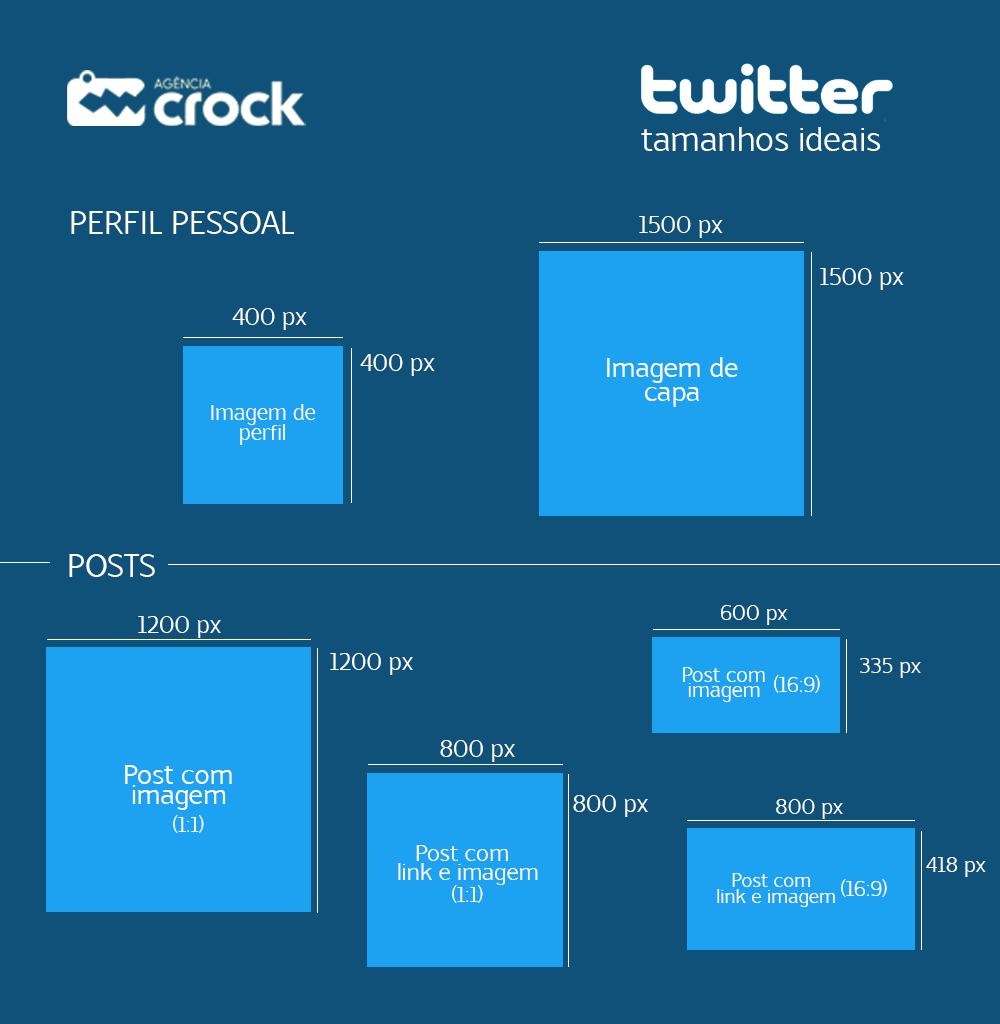 AGÊNCIA
crock
twitter
tamanhos ideais
PERFIL PESSOAL
1500 px
1500 px
400 px
400 px
Imagem de
capa
Imagem de
perfil
POSTS
1200 px
1200 px
600 px
335 px
Post com
imagem (16:9)
Post com
imagem
(1:1)
800 px
800 px
Post com
link e imagem
(1:1)
800 px
418 px
Post com
link e imagem (16:9)